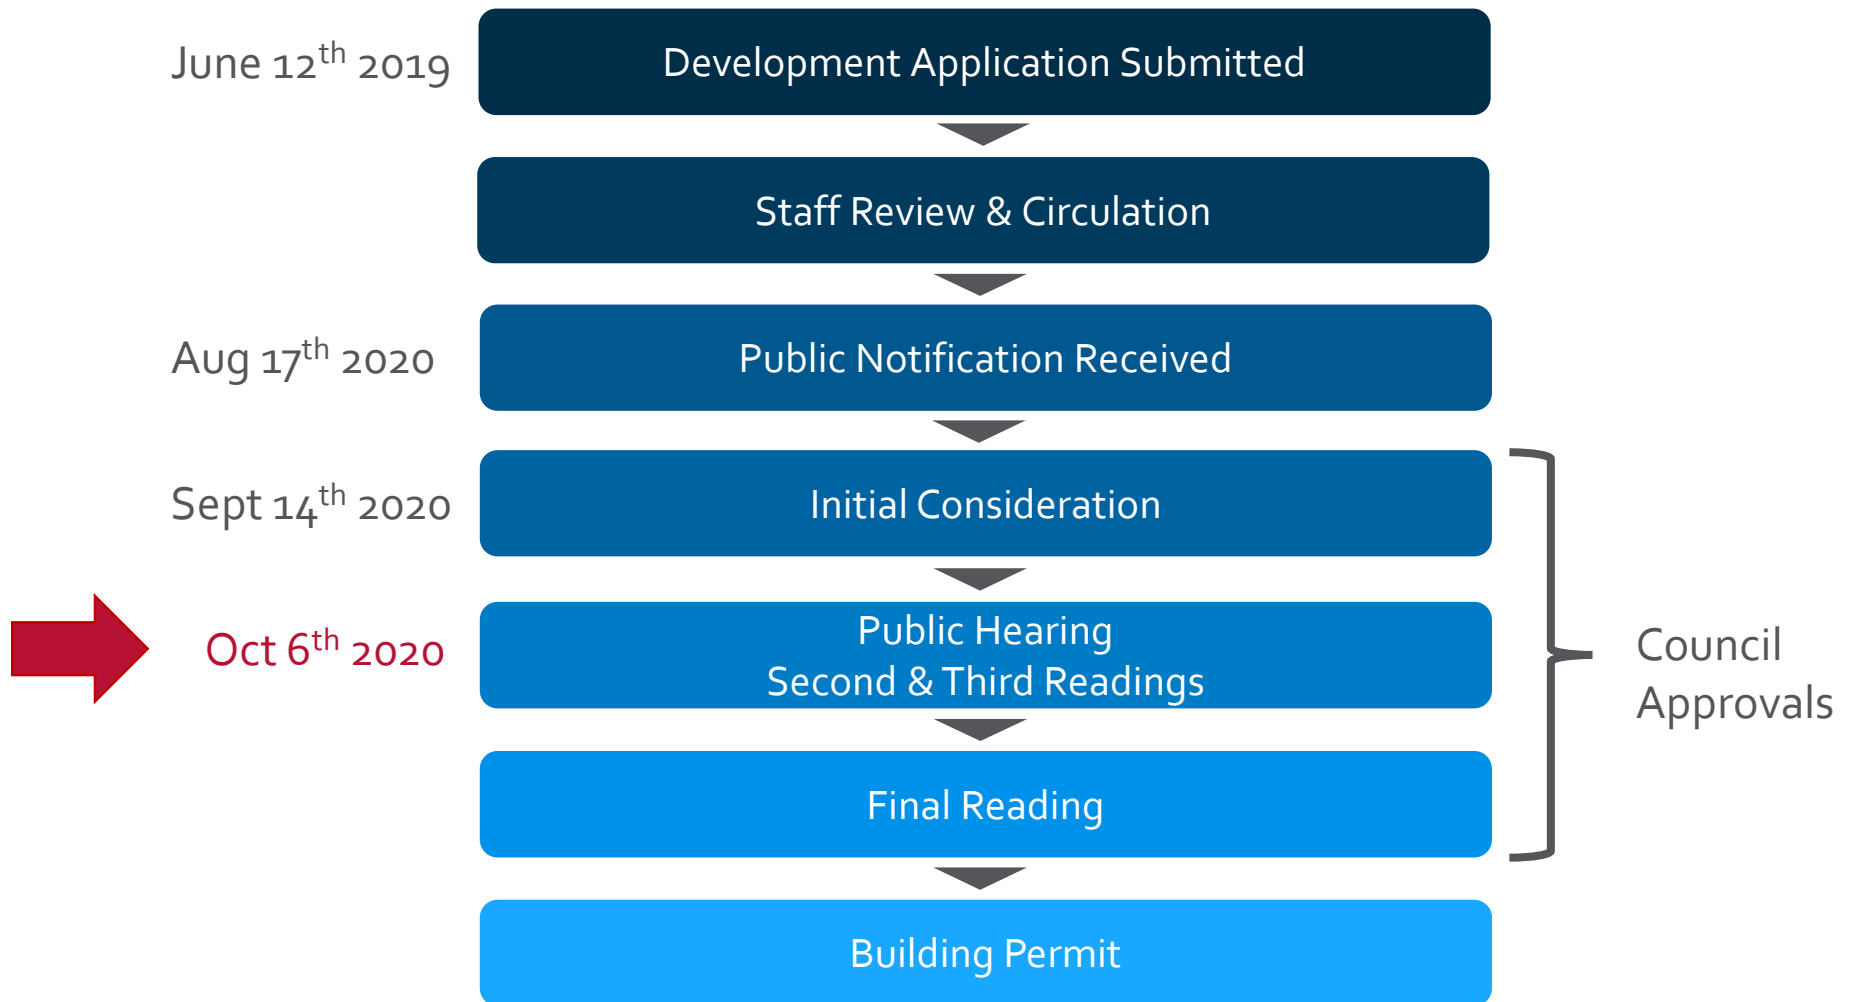 June 12th 2019
Development Application Submitted
Staff Review & Circulation
Aug 17th 2020
Public Notification Received
Sept 14th 2020
Initial Consideration
Oct 6th 2020
Public Hearing
Second & Third Readings
Council
Approvals
Final Reading
Building Permit